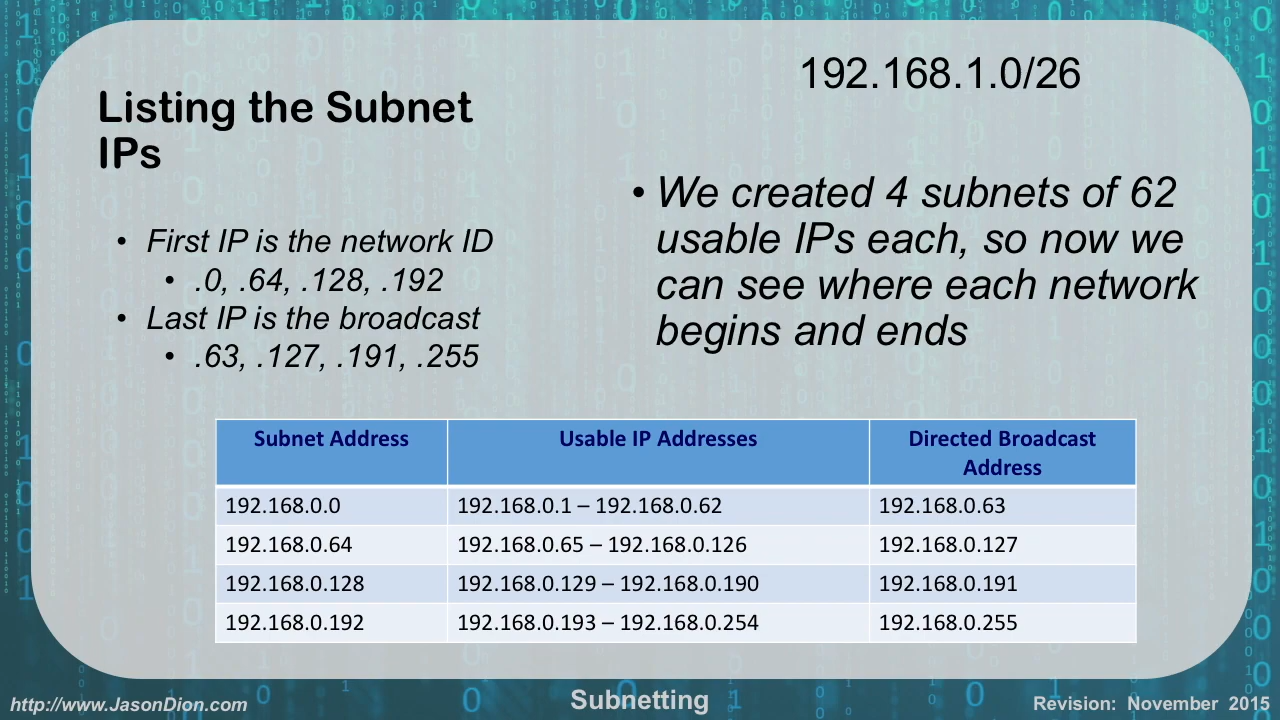 192.168.1.0/26
Listing the Subnet
IPs
• First IP is the network ID
• .0, .64, .128, .192
• Last IP is the broadcast
• .63, .127, .191, .255
• We created 4 subnets of 62
usable IPs each, so now we
can see where each network
begins and ends
Subnet Address Usable IP Addresses Directed Broadcast
Address
192.168.0.0 192.168.0.1 – 192.168.0.62 192.168.0.63
192.168.0.64 192.168.0.65 – 192.168.0.126 192.168.0.127
192.168.0.128 192.168.0.129 – 192.168.0.190 192.168.0.191
192.168.0.192 192.168.0.193 – 192.168.0.254 192.168.0.255
http://www.JasonDion.com Subnetting Revision: November 2015